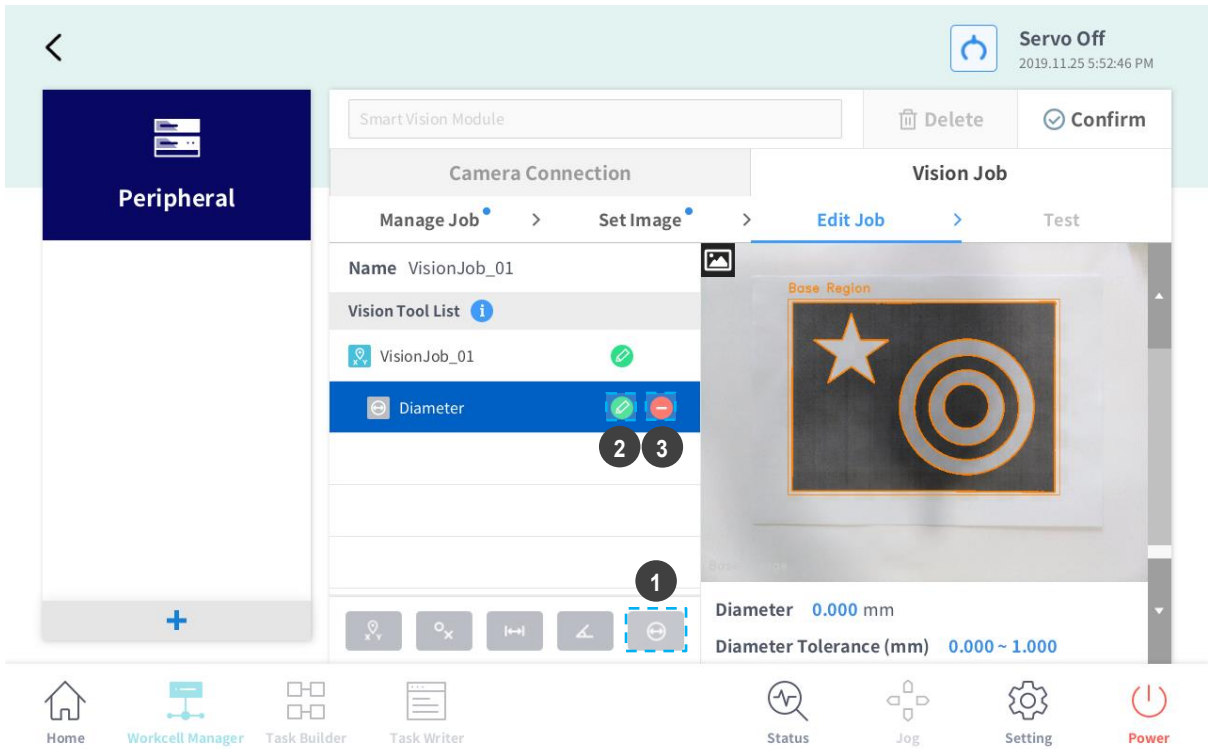 Servo Off
2019.11.25 5:52:46 PM
Peripheral
Smart Vision Module
Delete
Confirm
Camera Connection
Vision Job
Manage Job
>
Set Image
>
Edit Job
>
Test
Name VisionJob_01
Vision Tool List i
VisionJob_01
Diameter
2 3
1
Base Region
Diameter 0.000 mm
Diameter Tolerance (mm) 0.000 ~ 1.000
Home
Workcell Manager
Task Builder
Task Writer
Status
Jog
Setting
Power